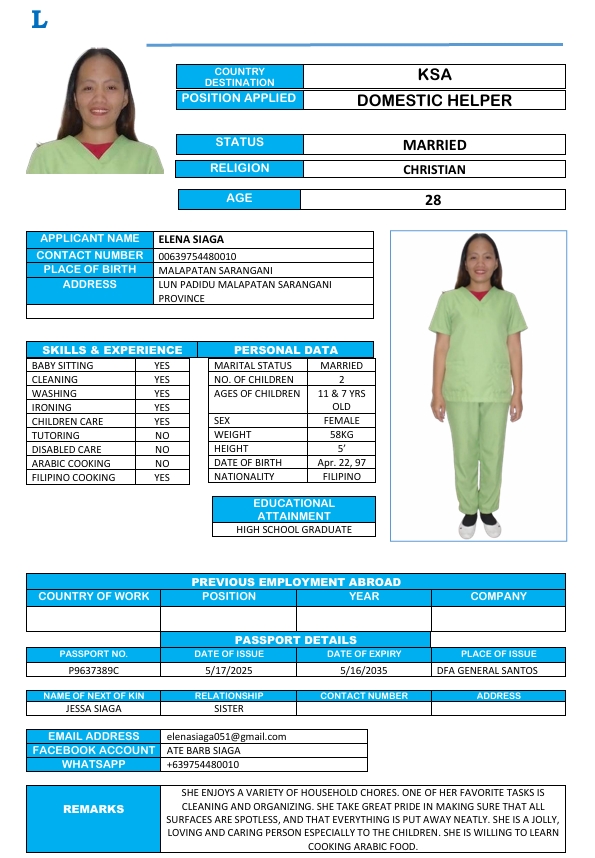 L
COUNTRY DESTINATION KSA
POSITION APPLIED DOMESTIC HELPER
STATUS MARRIED
RELIGION CHRISTIAN
AGE 28
APPLICANT NAME ELENA SIAGA
CONTACT NUMBER 00639754480010
PLACE OF BIRTH MALAPATAN SARANGANI
ADDRESS LUN PADIDU MALAPATAN SARANGANI
PROVINCE
SKILLS & EXPERIENCE PERSONAL DATA
BABY SITTING YES MARITAL STATUS MARRIED
CLEANING YES NO. OF CHILDREN 2
WASHING YES AGES OF CHILDREN 11 & 7 YRS
IRONING YES OLD
CHILDREN CARE YES SEX FEMALE
TUTORING NO WEIGHT 58KG
DISABLED CARE NO HEIGHT 5'
ARABIC COOKING NO DATE OF BIRTH Apr. 22, 97
FILIPINO COOKING YES NATIONALITY FILIPINO
EDUCATIONAL
ATTAINMENT
HIGH SCHOOL GRADUATE
PREVIOUS EMPLOYMENT ABROAD
COUNTRY OF WORK POSITION YEAR COMPANY
PASSPORT DETAILS
PASSPORT NO. DATE OF ISSUE DATE OF EXPIRY PLACE OF ISSUE
P9637389C 5/17/2025 5/16/2035 DFA GENERAL SANTOS
NAME OF NEXT OF KIN RELATIONSHIP CONTACT NUMBER ADDRESS
JESSA SIAGA SISTER
EMAIL ADDRESS elenasiaga051@gmail.com
FACEBOOK ACCOUNT ATE BARB SIAGA
WHATSAPP +639754480010
REMARKS
SHE ENJOYS A VARIETY OF HOUSEHOLD CHORES. ONE OF HER FAVORITE TASKS IS
CLEANING AND ORGANIZING. SHE TAKE GREAT PRIDE IN MAKING SURE THAT ALL
SURFACES ARE SPOTLESS, AND THAT EVERYTHING IS PUT AWAY NEATLY. SHE IS A JOLLY,
LOVING AND CARING PERSON ESPECIALLY TO THE CHILDREN. SHE IS WILLING TO LEARN
COOKING ARABIC FOOD.